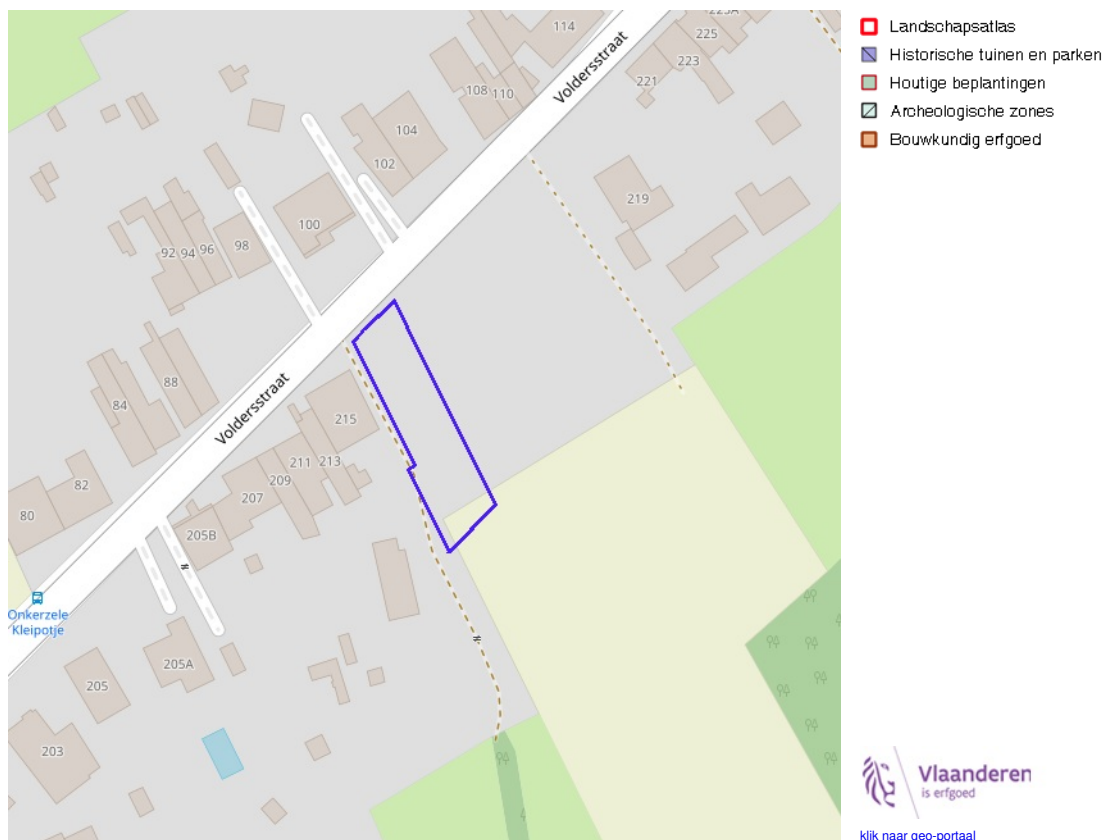 114
223A
225
223
221
108
110
Voldersstraat
104
102
219
100
98
96
94
92
88
84
Voldersstraat
215
213
211
209
207
82
80
205B
Onkerzele
Kleipotje
205A
205
203
Landschapsatlas
Historische tuinen en parken
Houtige beplantingen
Archeologische zones
Bouwkundig erfgoed
Vlaanderen
is erfgoed
klik naar geo-portaal